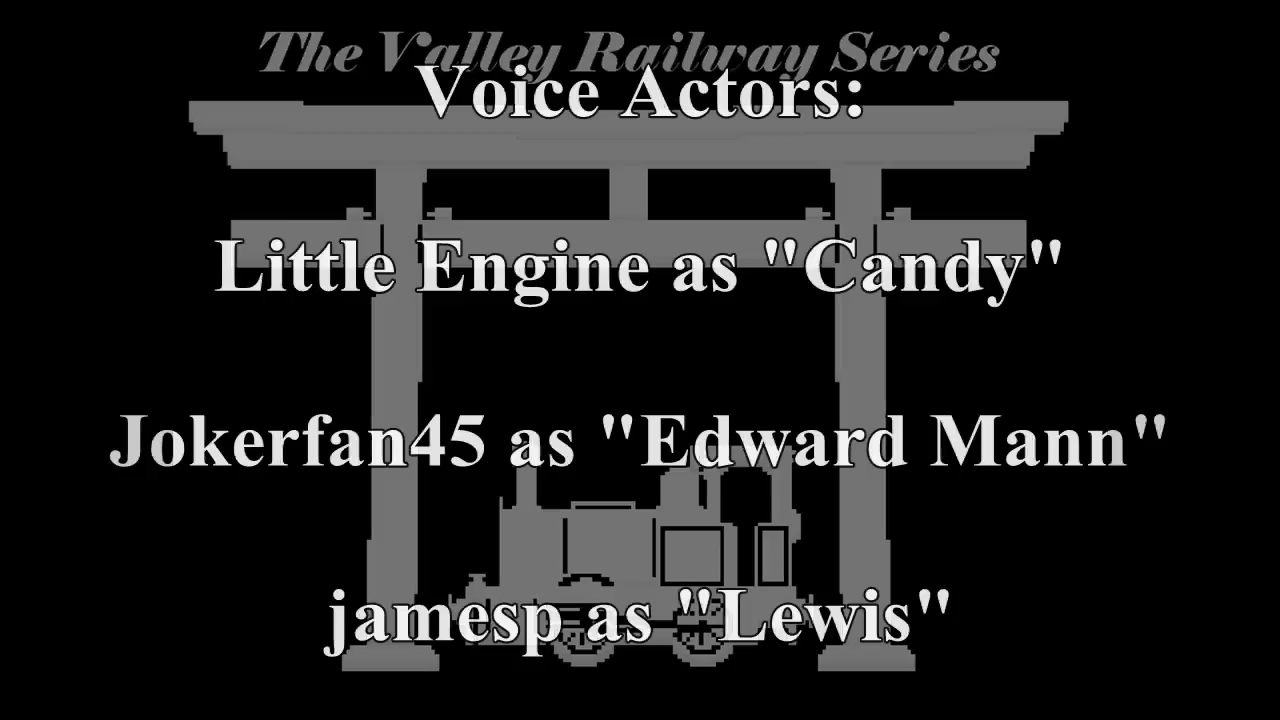 The Valley Railway Series
Voice Actors:
Little Engine as "Candy"
Jokerfan45 as "Edward Mann"
jamesp as "Lewis"